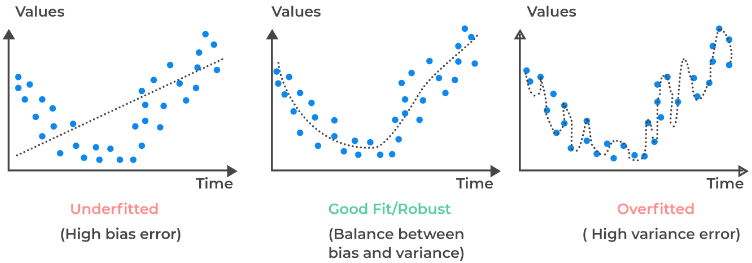 Values
Time
Underfitted
(High bias error)
Values
Time
Good Fit/Robust
(Balance between
bias and variance)
Values
Time
Overfitted
( High variance error)